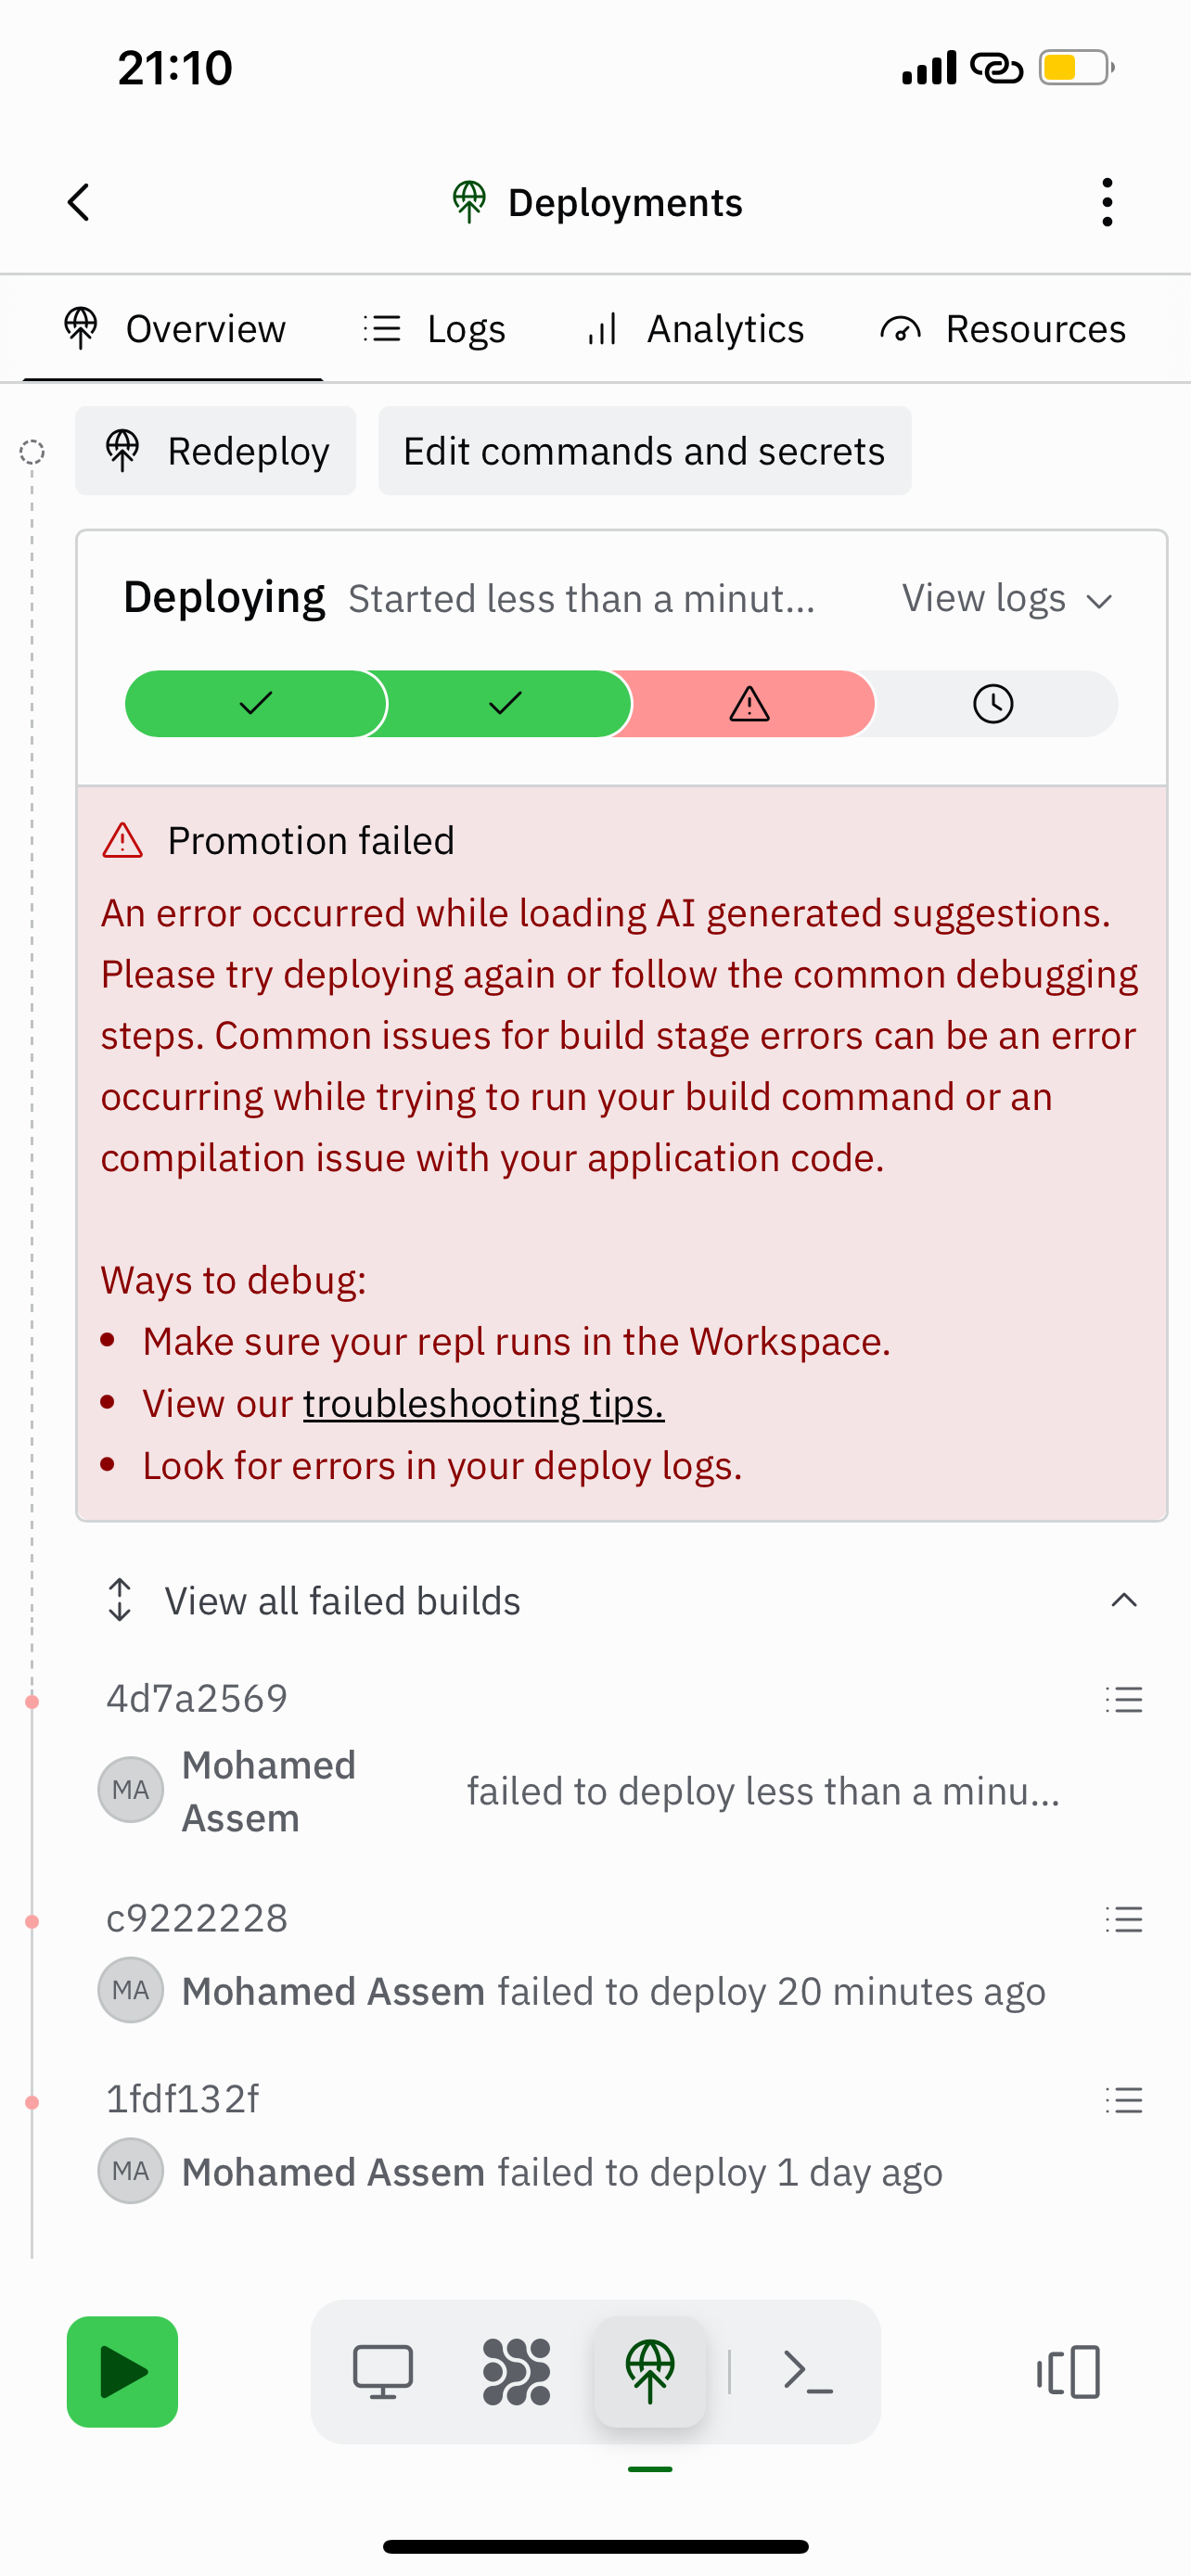 21:10
Deployments
Overview
Logs
Analytics
Resources
Redeploy
Edit commands and secrets
Deploying Started less than a minut... View logs
Promotion failed
An error occurred while loading AI generated suggestions.
Please try deploying again or follow the common debugging
steps. Common issues for build stage errors can be an error
occurring while trying to run your build command or an
compilation issue with your application code.
Ways to debug:
• Make sure your repl runs in the Workspace.
• View our troubleshooting tips.
• Look for errors in your deploy logs.
View all failed builds
4d7a2569
MA
Mohamed
Assem
failed to deploy less than a minu...
c9222228
MA Mohamed Assem failed to deploy 20 minutes ago
1fdf132f
MA Mohamed Assem failed to deploy 1 day ago